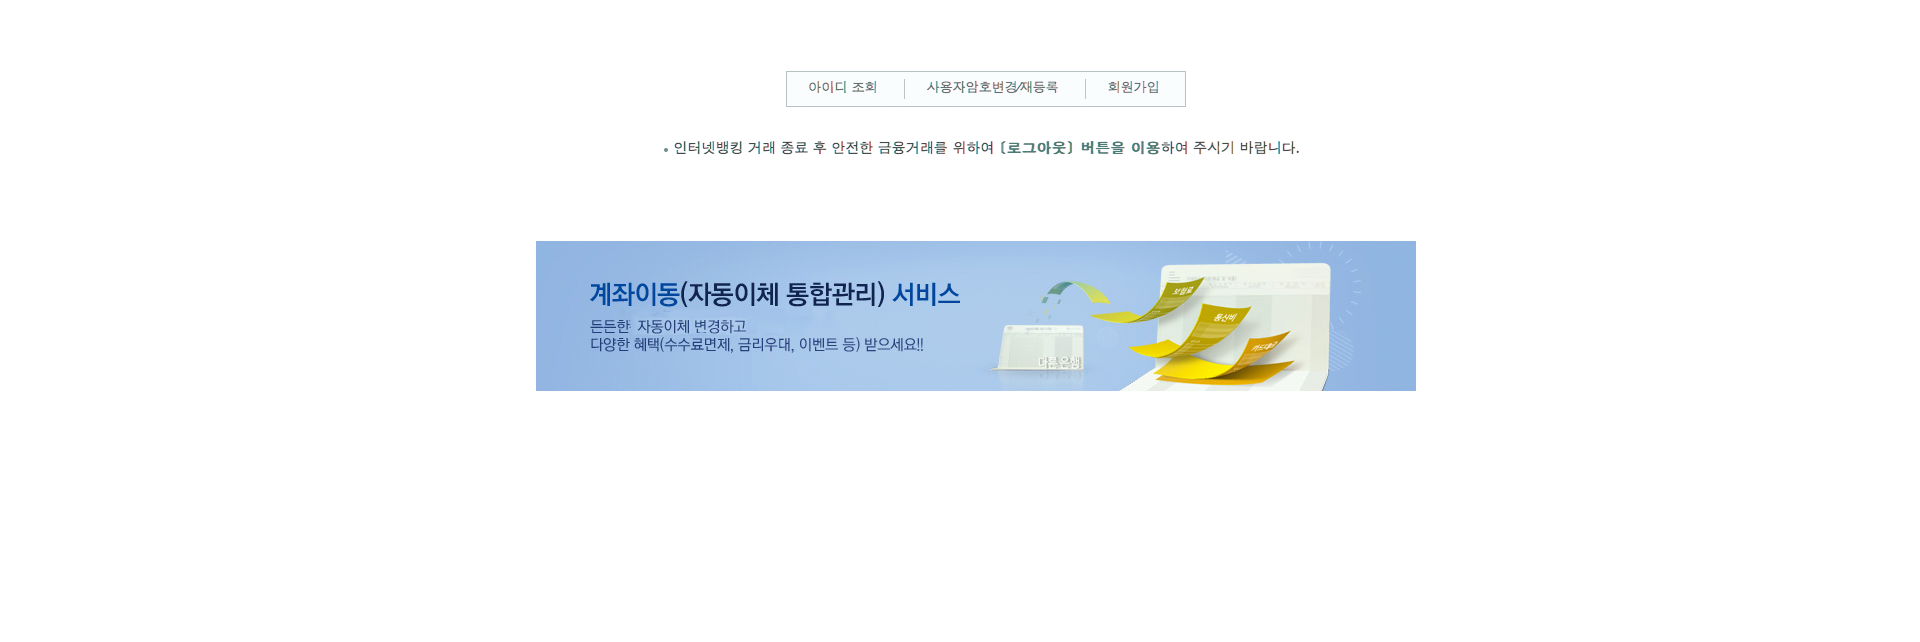 아이디 조회
사용자암호변경/재등록
회원가입
인터넷뱅킹 거래 종료 후 안전한 금융거래를 위하여 [로그아웃] 버튼을 이용하여 주시기 바랍니다.
계좌이동(자동이체 통합관리) 서비스
든든한 자동이체 변경하고
다양한 혜택(수수료면제, 금리우대, 이벤트 등) 받으세요!!
보험료
통신비
카드대금
다른은행